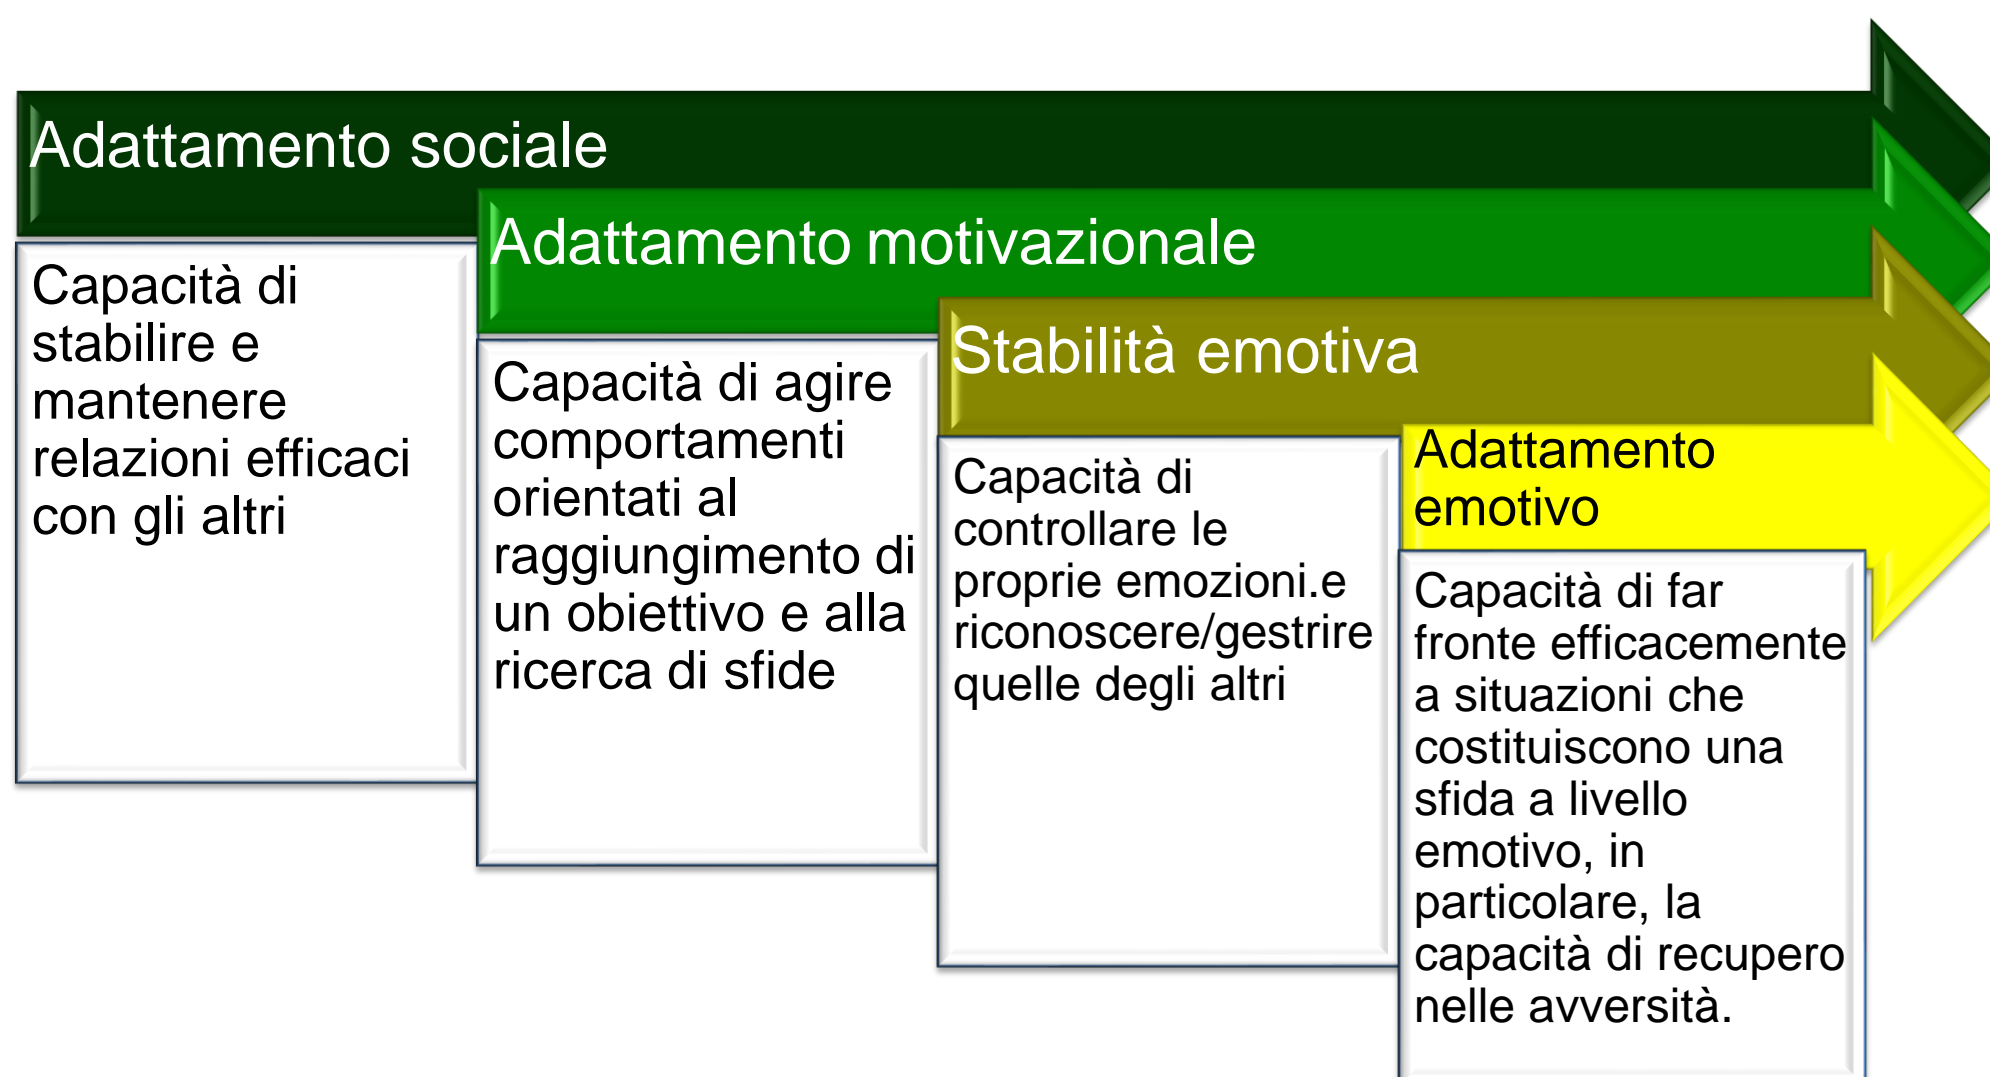 Adattamento sociale
Capacità di
stabilire e
mantenere
relazioni efficaci
con gli altri
Adattamento motivazionale
Capacità di agire
comportamenti
orientati al
raggiungimento di
un obiettivo e alla
ricerca di sfide
Stabilità emotiva
Capacità di
controllare le
proprie emozioni.e
riconoscere/gestrire
quelle degli altri
Adattamento
emotivo
Capacità di far
fronte efficacemente
a situazioni che
costituiscono una
sfida a livello
emotivo, in
particolare, la
capacità di recupero
nelle avversità.